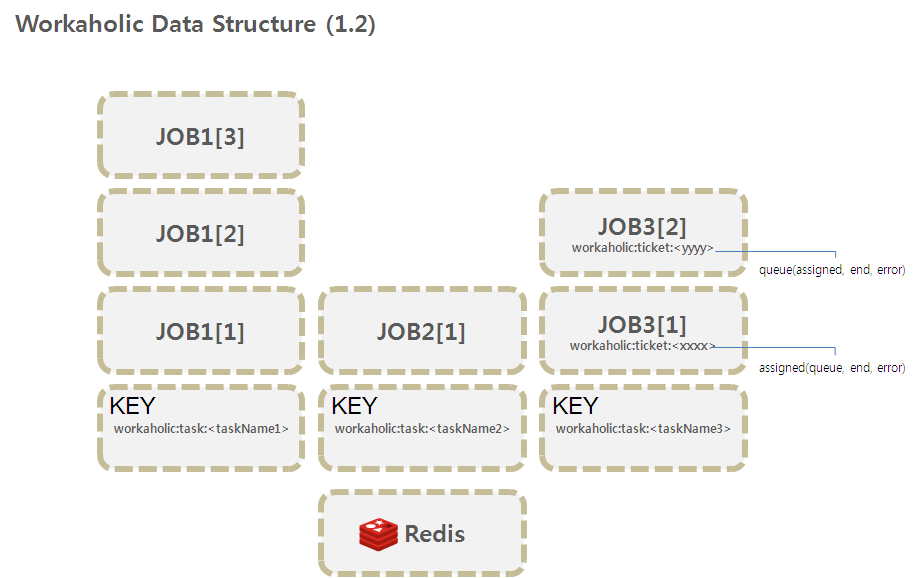 Workaholic Data Structure (1.2)
JOB1[3]
JOB1[2]
JOB3[2]
workaholic:ticket:<yyyy>
queue(assigned, end, error)
JOB1[1]
JOB2[1]
JOB3[1]
workaholic:ticket:<xxxx>
assigned(queue, end, error)
KEY
workaholic:task:<taskName1>
KEY
workaholic:task:<taskName2>
KEY
workaholic:task:<taskName3>
Redis